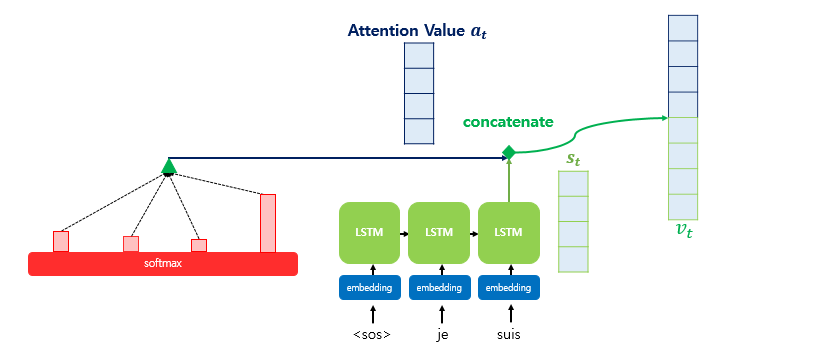 Attention Value a_t
concatenate
s_t
LSTM LSTM LSTM
v_t
softmax
embedding embedding embedding
<sos> je suis